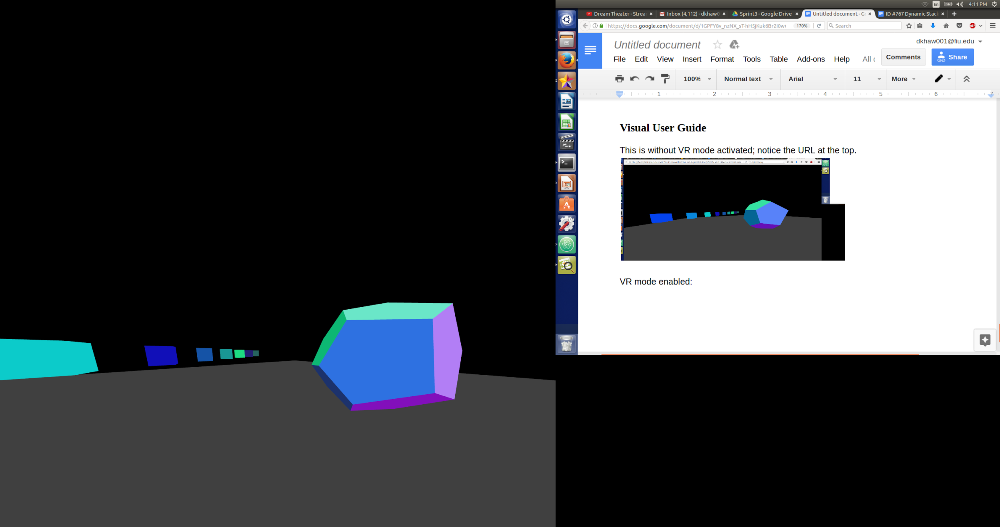 En 4:11 PM
Dream Theater - Strea
Inbox (4,112) - dkhaw0
Sprint3 - Google Drive
Untitled document - G
ID #767 Dynamic Stack
https://docs.google.com/document/d/1GPFY8v_nzNX_sT-hH5jKuk6Br2I0w
170%
Search
ABP
Untitled document
dkhaw001@fiu.edu
File Edit View Insert Format Tools Table Add-ons Help All
Comments
Share
100% Normal text Arial 11 More
1 2 3 4 5 6 7
Visual User Guide
This is without VR mode activated; notice the URL at the top.
VR mode enabled: